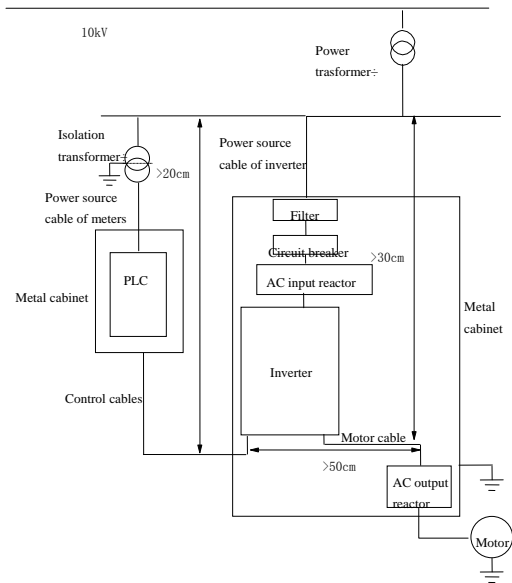 10kV
Power
trasformer÷
Isolation
transformer÷
>20cm
Power source
cable of inverter
Power source
cable of meters
Filter
Circuit breaker
>30cm
PLC
AC input reactor
Metal cabinet
Metal
cabinet
Inverter
Control cables
Motor cable
>50cm
AC output
reactor
Motor